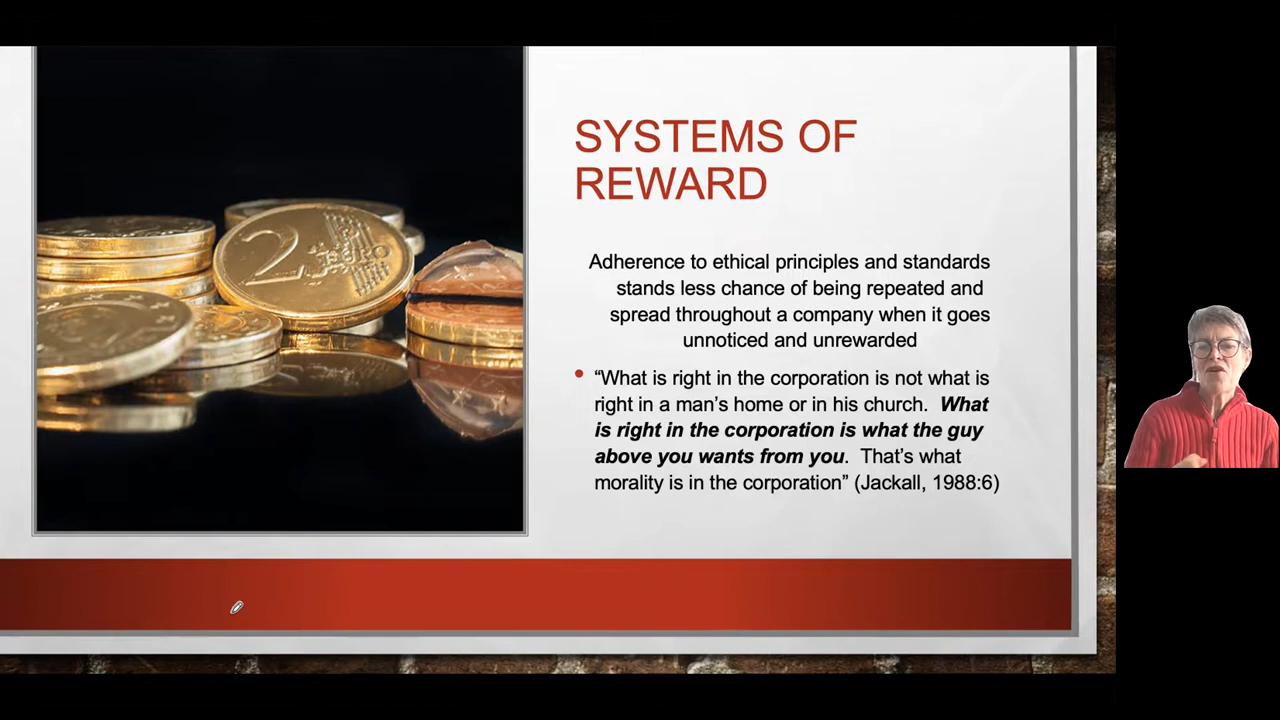 SYSTEMS OF
REWARD
2
euro
Adherence to ethical principles and standards
stands less chance of being repeated and
spread throughout a company when it goes
unnoticed and unrewarded
“What is right in the corporation is not what is
right in a man’s home or in his church.  What
is right in the corporation is what the guy
above you wants from you.  That’s what
morality is in the corporation” (Jackall, 1988:6)